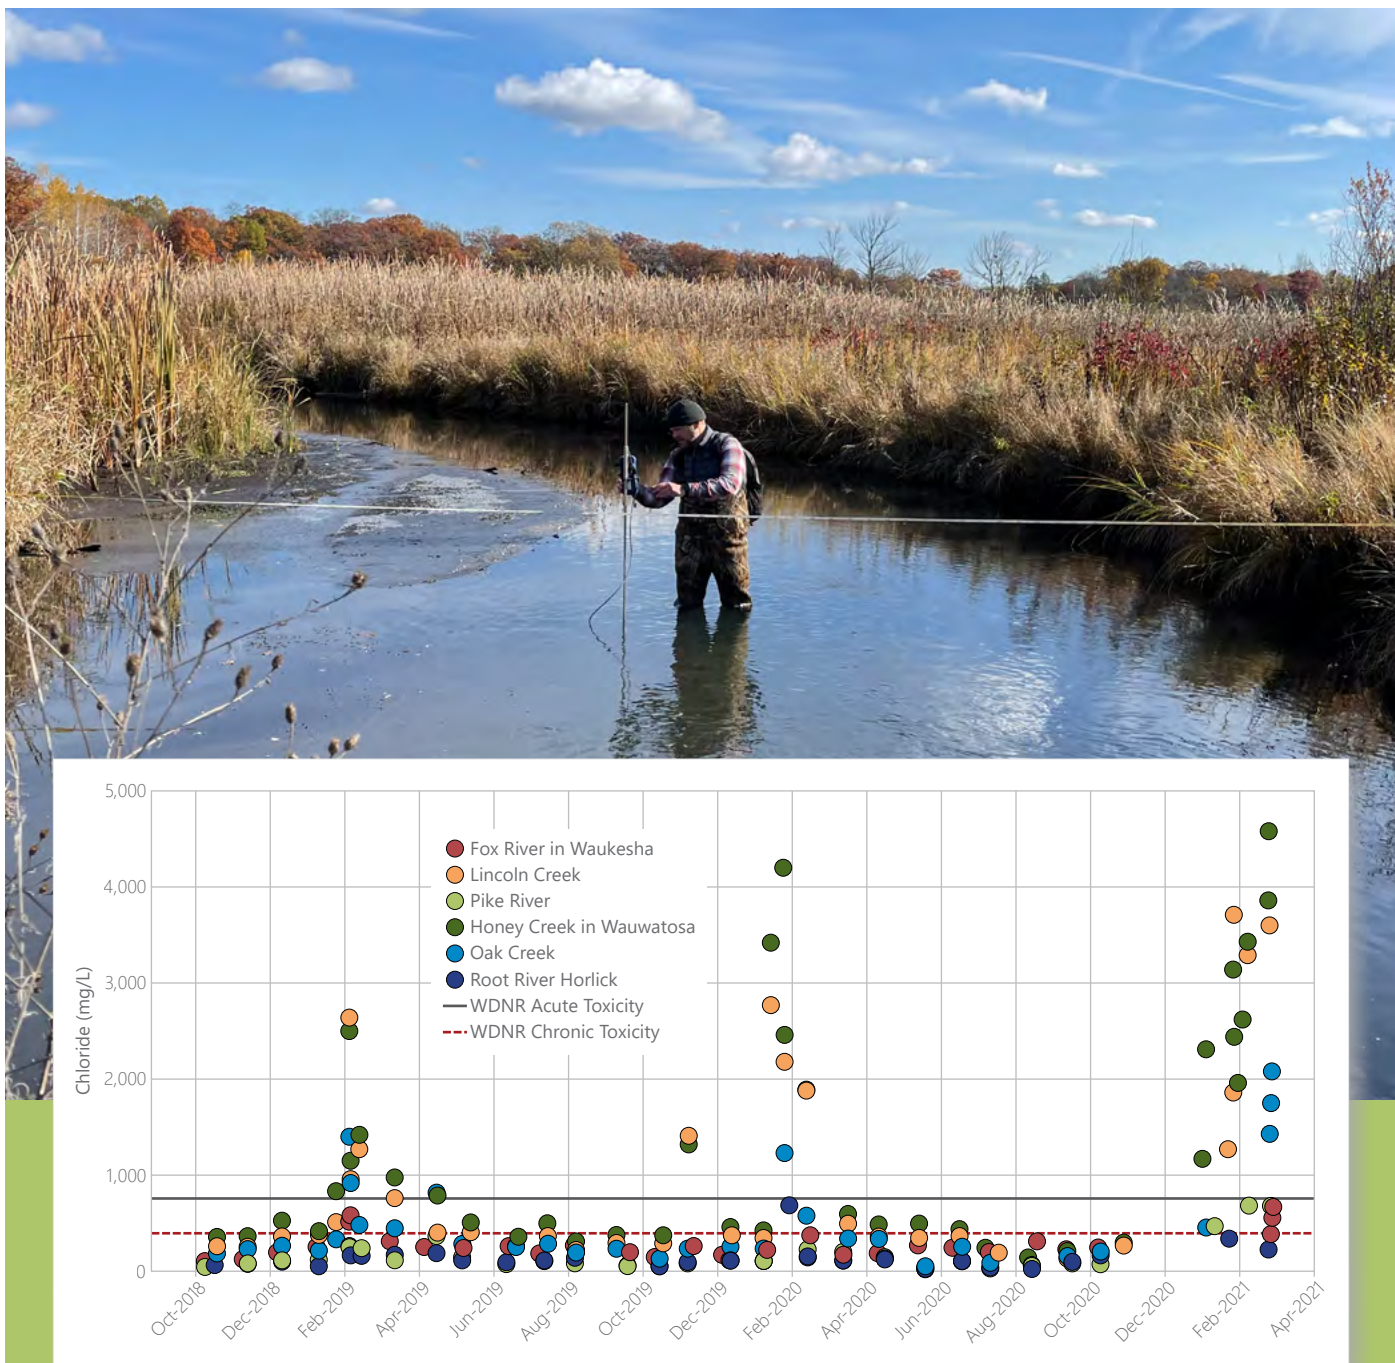 5,000
4,000
3,000
2,000
1,000
0
Chloride (mg/L)
Fox River in Waukesha
Lincoln Creek
Pike River
Honey Creek in Wauwatosa
Oak Creek
Root River Horlick
WDNR Acute Toxicity
WDNR Chronic Toxicity
Oct-2018
Dec-2018
Feb-2019
Apr-2019
Jun-2019
Aug-2019
Oct-2019
Dec-2019
Feb-2020
Apr-2020
Jun-2020
Aug-2020
Oct-2020
Dec-2020
Feb-2021
Apr-2021